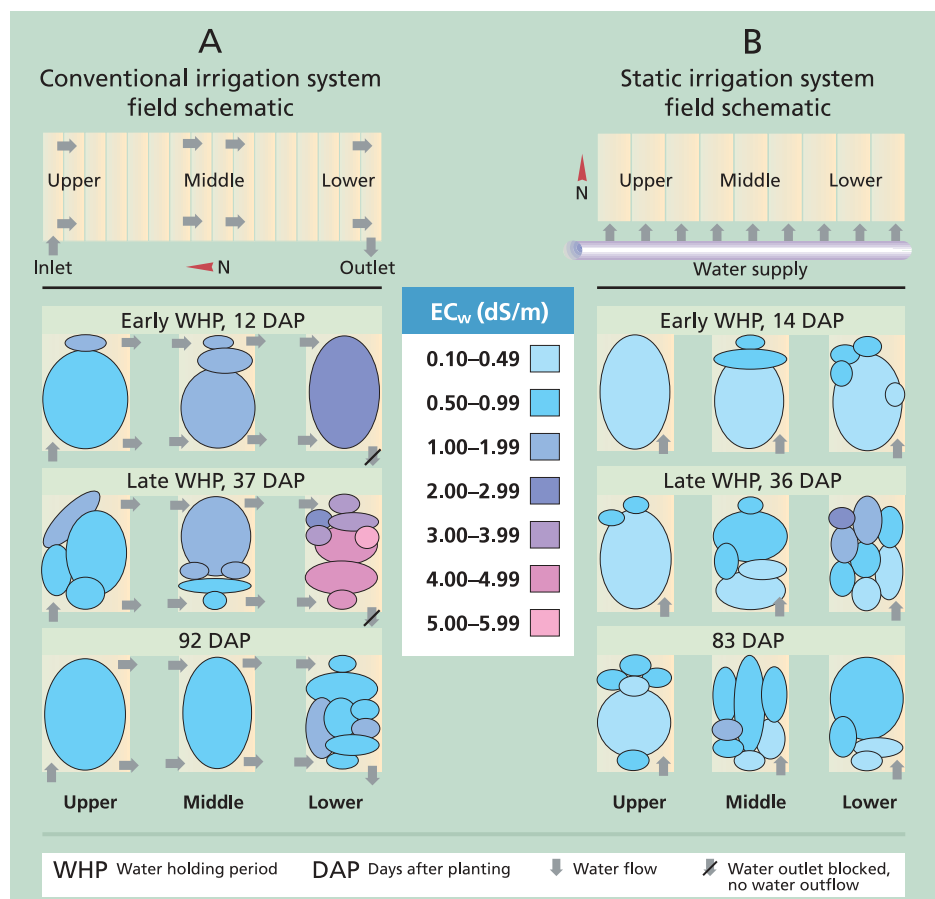 A
Conventional irrigation system
field schematic
Upper
Middle
Lower
Inlet
N
Outlet
B
Static irrigation system
field schematic
N
Upper
Middle
Lower
Water supply
Early WHP, 12 DAP
Late WHP, 37 DAP
92 DAP
Upper
Middle
Lower
ECw (dS/m)
0.10–0.49
0.50–0.99
1.00–1.99
2.00–2.99
3.00–3.99
4.00–4.99
5.00–5.99
Early WHP, 14 DAP
Late WHP, 36 DAP
83 DAP
Upper
Middle
Lower
WHP Water holding period
DAP Days after planting
Water flow
Water outlet blocked,
no water outflow